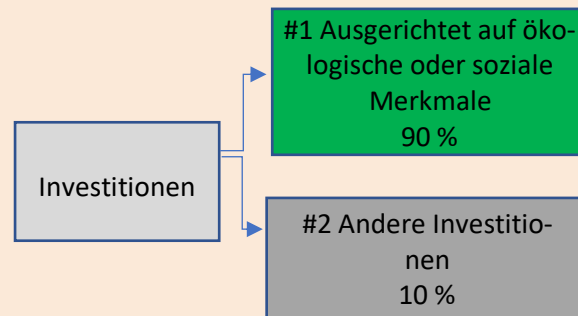 #1 Ausgerichtet auf öko-
logische oder soziale
Merkmale
90 %
Investitionen
#2 Andere Investitio-
nen
10 %